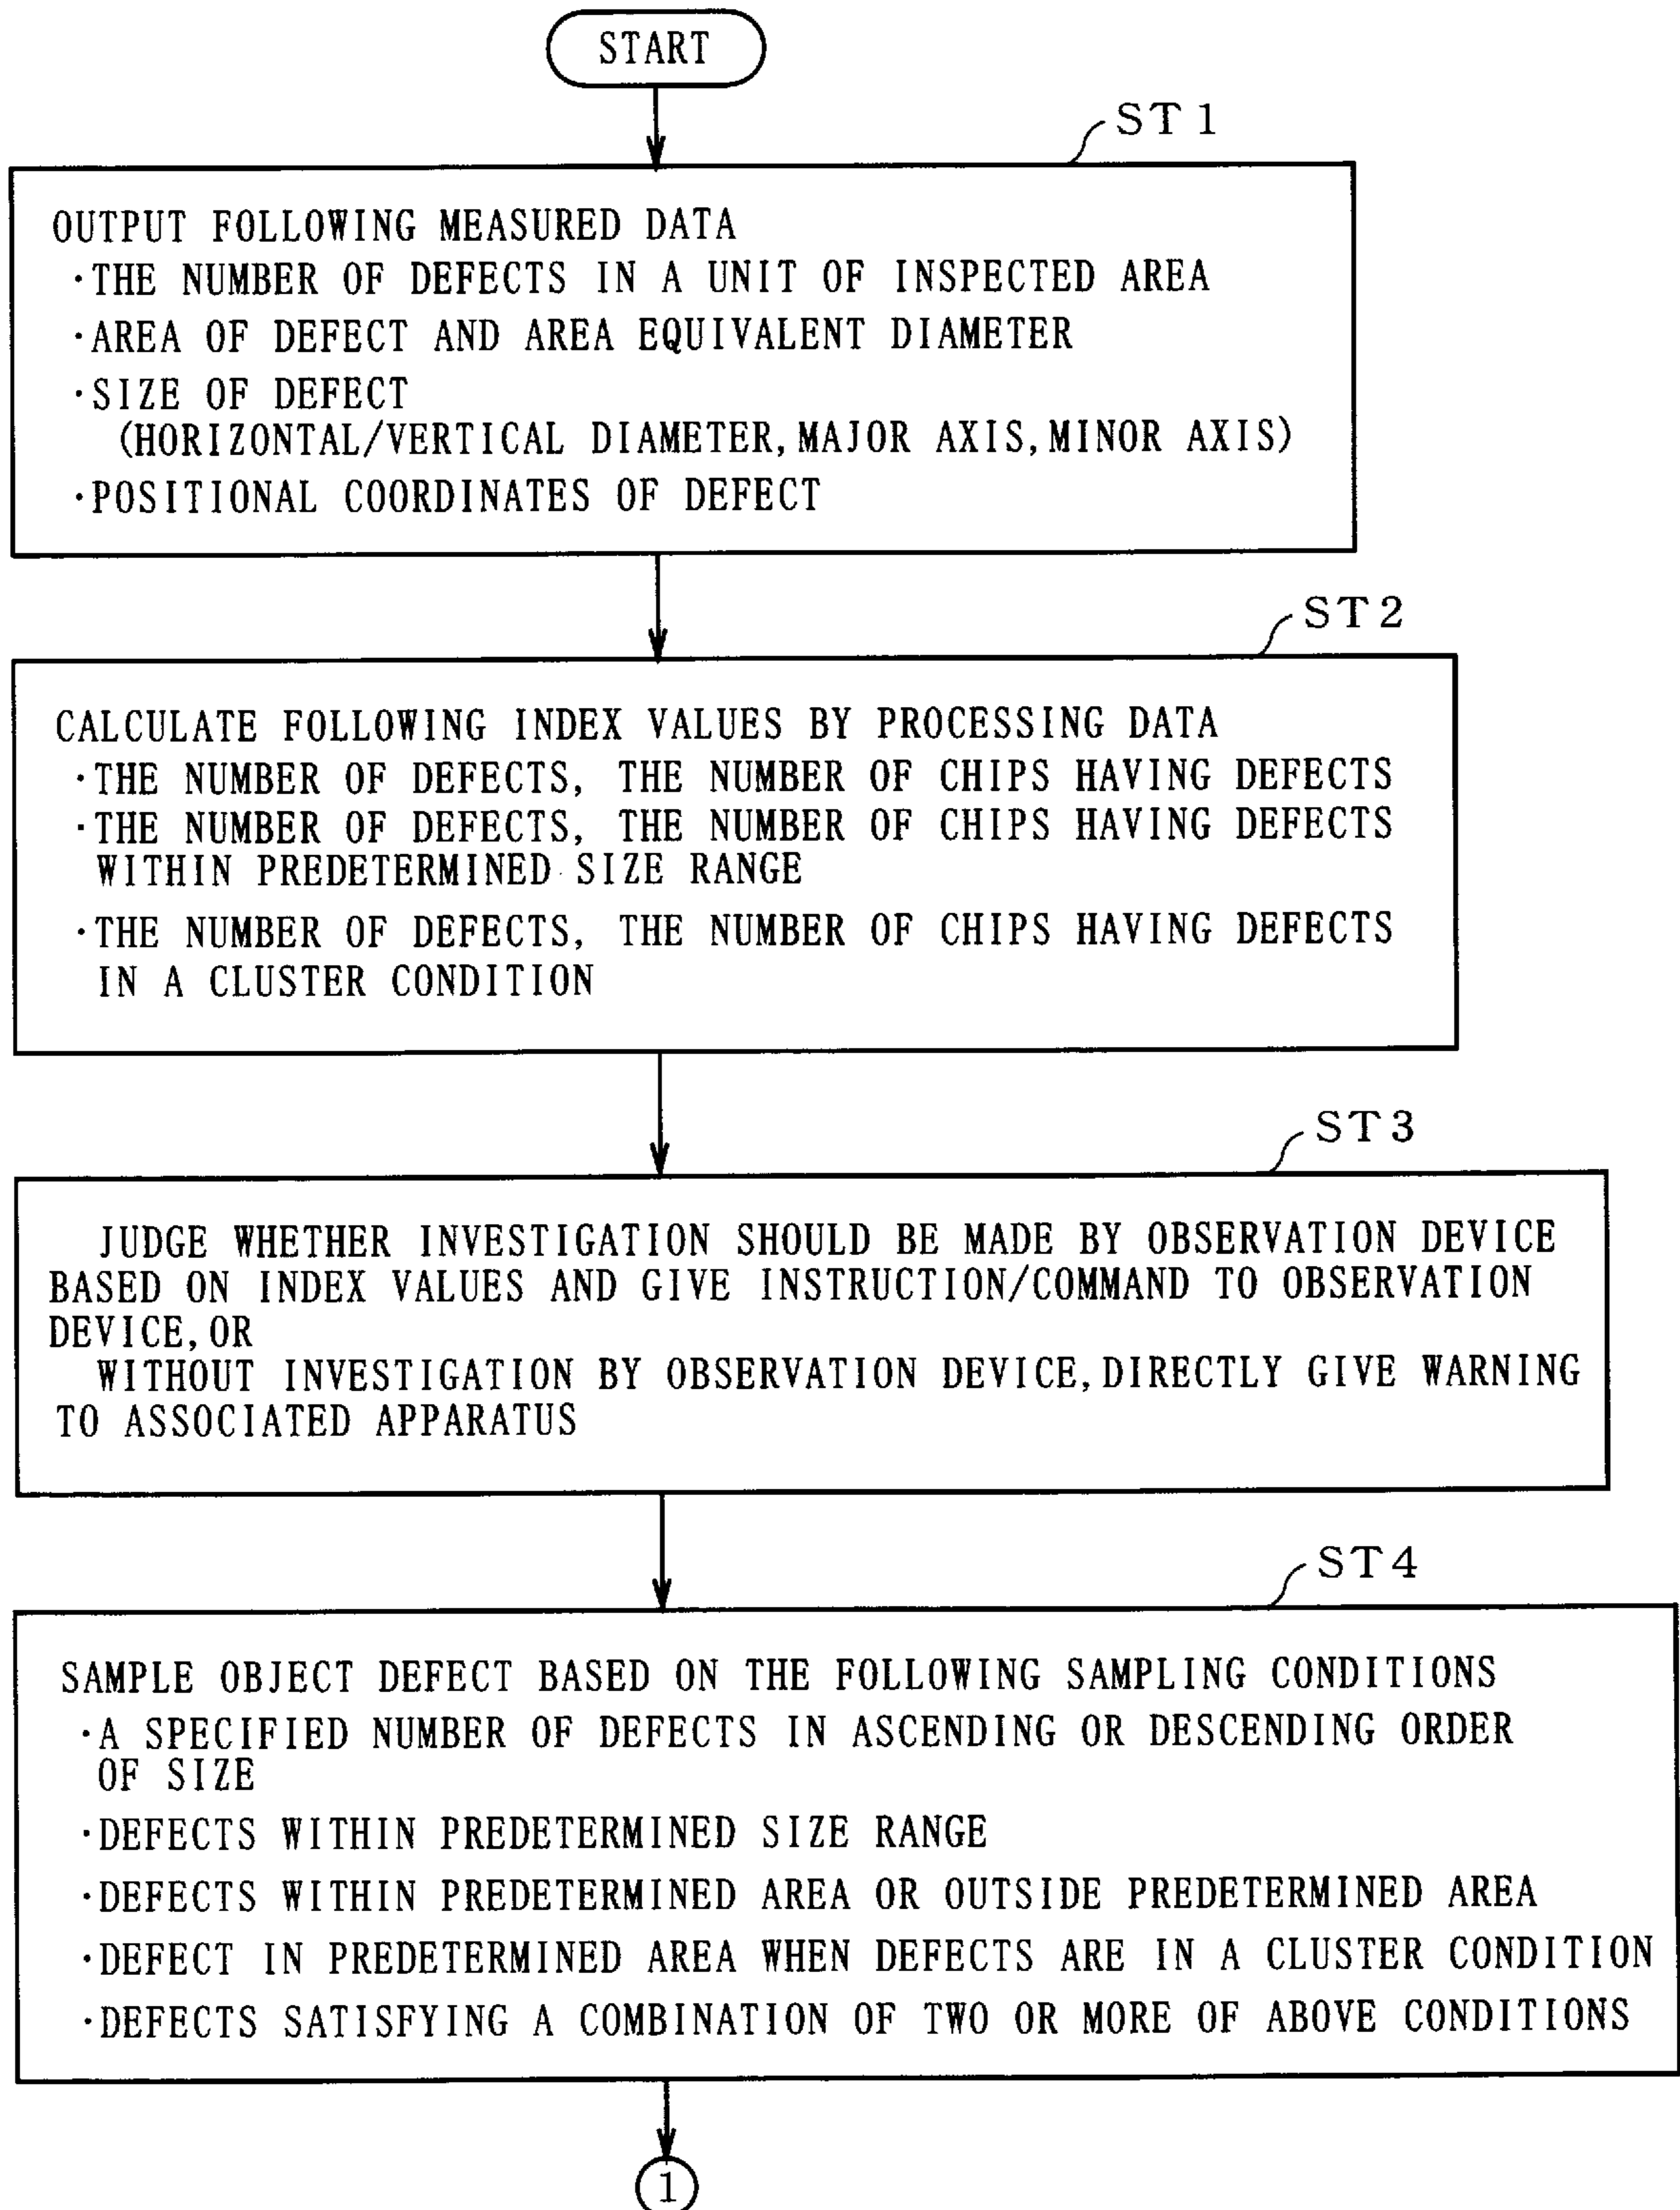 START
ST1
OUTPUT FOLLOWING MEASURED DATA
·THE NUMBER OF DEFECTS IN A UNIT OF INSPECTED AREA
·AREA OF DEFECT AND AREA EQUIVALENT DIAMETER
·SIZE OF DEFECT
(HORIZONTAL/VERTICAL DIAMETER, MAJOR AXIS, MINOR AXIS)
·POSITIONAL COORDINATES OF DEFECT
ST2
CALCULATE FOLLOWING INDEX VALUES BY PROCESSING DATA
·THE NUMBER OF DEFECTS, THE NUMBER OF CHIPS HAVING DEFECTS
·THE NUMBER OF DEFECTS, THE NUMBER OF CHIPS HAVING DEFECTS
WITHIN PREDETERMINED SIZE RANGE
·THE NUMBER OF DEFECTS, THE NUMBER OF CHIPS HAVING DEFECTS
IN A CLUSTER CONDITION
ST3
JUDGE WHETHER INVESTIGATION SHOULD BE MADE BY OBSERVATION DEVICE
BASED ON INDEX VALUES AND GIVE INSTRUCTION/COMMAND TO OBSERVATION
DEVICE, OR
WITHOUT INVESTIGATION BY OBSERVATION DEVICE, DIRECTLY GIVE WARNING
TO ASSOCIATED APPARATUS
ST4
SAMPLE OBJECT DEFECT BASED ON THE FOLLOWING SAMPLING CONDITIONS
·A SPECIFIED NUMBER OF DEFECTS IN ASCENDING OR DESCENDING ORDER
OF SIZE
·DEFECTS WITHIN PREDETERMINED SIZE RANGE
·DEFECTS WITHIN PREDETERMINED AREA OR OUTSIDE PREDETERMINED AREA
·DEFECT IN PREDETERMINED AREA WHEN DEFECTS ARE IN A CLUSTER CONDITION
·DEFECTS SATISFYING A COMBINATION OF TWO OR MORE OF ABOVE CONDITIONS
1